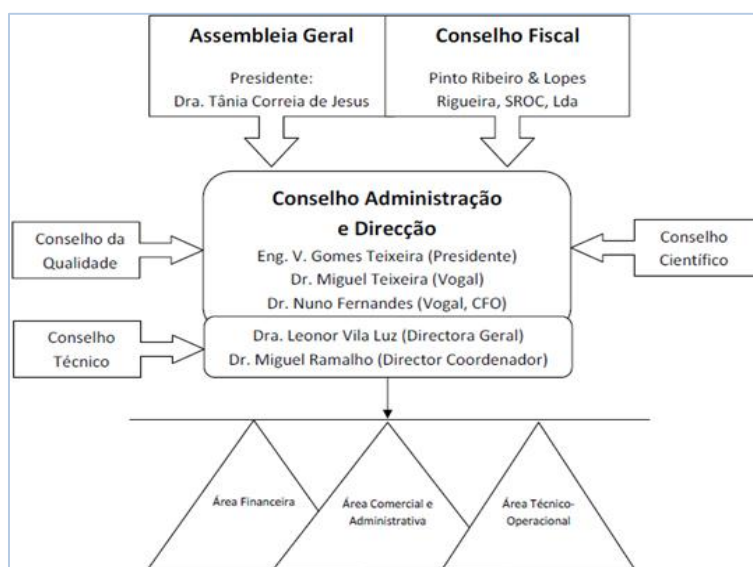 Assembleia Geral
Presidente:
Dra. Tânia Correia de Jesus
Conselho Fiscal
Pinto Ribeiro & Lopes
Rigueira, SROC, Lda
Conselho Administração
e Direcção
Eng. V. Gomes Teixeira (Presidente)
Dr. Miguel Teixeira (Vogal)
Dr. Nuno Fernandes (Vogal, CFO)
Conselho da
Qualidade
Conselho
Científico
Conselho
Técnico
Dra. Leonor Vila Luz (Directora Geral)
Dr. Miguel Ramalho (Director Coordenador)
Área Financeira
Área Comercial e
Administrativa
Área Técnico-
Operacional